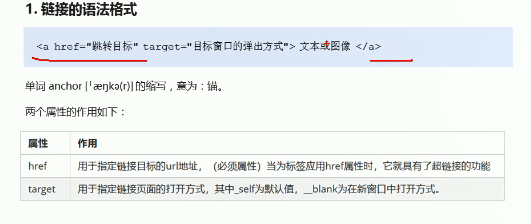 1. 链接的语法格式
<a href="跳转目标" target="目标窗口的弹出方式"> 文本或图像 </a>
单词 anchor [ˈæŋkə(r)] 的缩写，意为：锚。
两个属性的作用如下：
属性 作用
href 用于指定链接目标的url地址，（必须属性）当为标签应用href属性时，它就具有了超链接的功能
target 用于指定链接页面的打开方式，其中_self为默认值，__blank为在新窗口中打开方式。